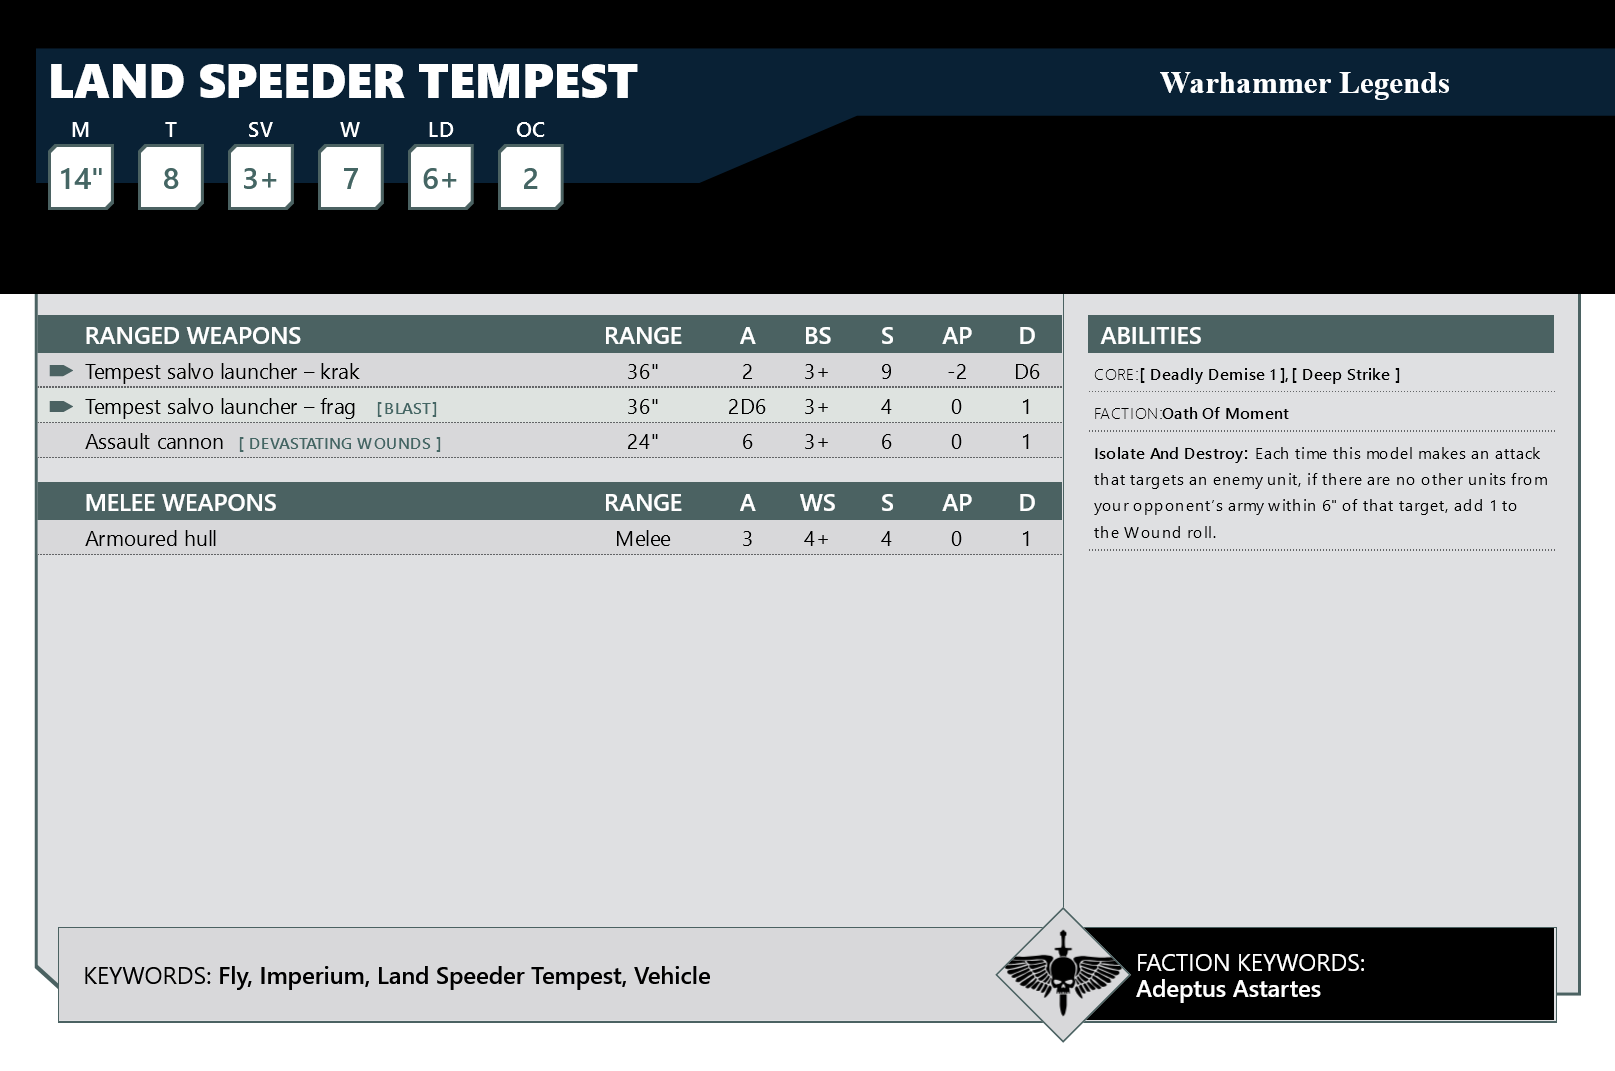 LAND SPEEDER TEMPEST
Warhammer Legends
M T SV W LD OC
14" 8 3+ 7 6+ 2
RANGED WEAPONS RANGE A BS S AP D
Tempest salvo launcher – krak 36" 2 3+ 9 -2 D6
Tempest salvo launcher – frag [BLAST] 36" 2D6 3+ 4 0 1
Assault cannon [ DEVASTATING WOUNDS ] 24" 6 3+ 6 0 1
MELEE WEAPONS RANGE A WS S AP D
Armoured hull Melee 3 4+ 4 0 1
ABILITIES
CORE:[ Deadly Demise 1], [ Deep Strike ]
FACTION:Oath Of Moment
Isolate And Destroy: Each time this model makes an attack
that targets an enemy unit, if there are no other units from
your opponent’s army within 6" of that target, add 1 to
the Wound roll.
KEYWORDS: Fly, Imperium, Land Speeder Tempest, Vehicle
FACTION KEYWORDS:
Adeptus Astartes